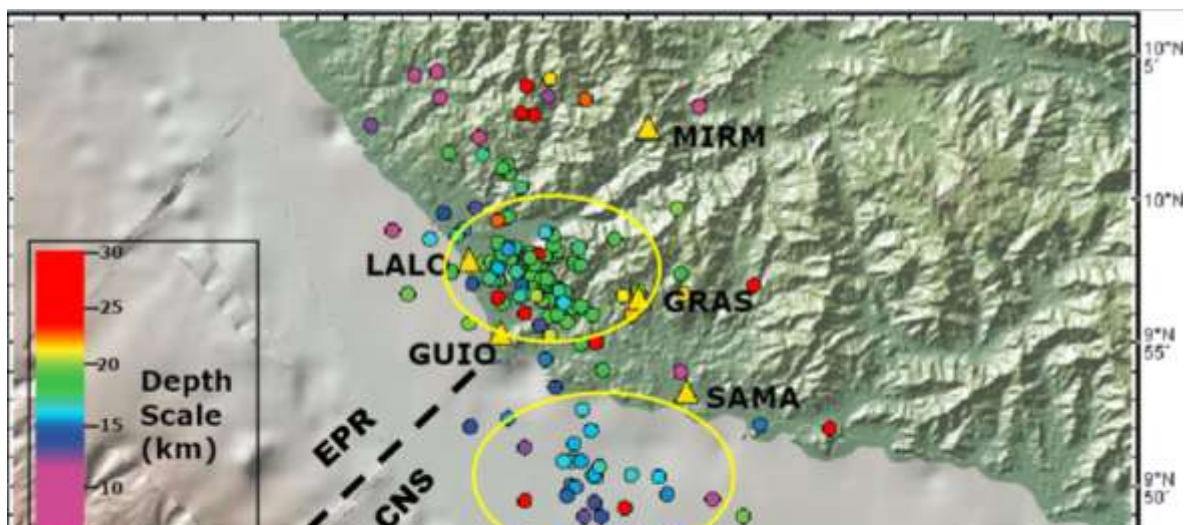 10°N
5'
MIRM
10°N
30
LALO
25
GRAS
9°N
55'
GUIO
20
Depth
Scale
(km)
SAMA
15
EPR
CNS
10
9°N
50'